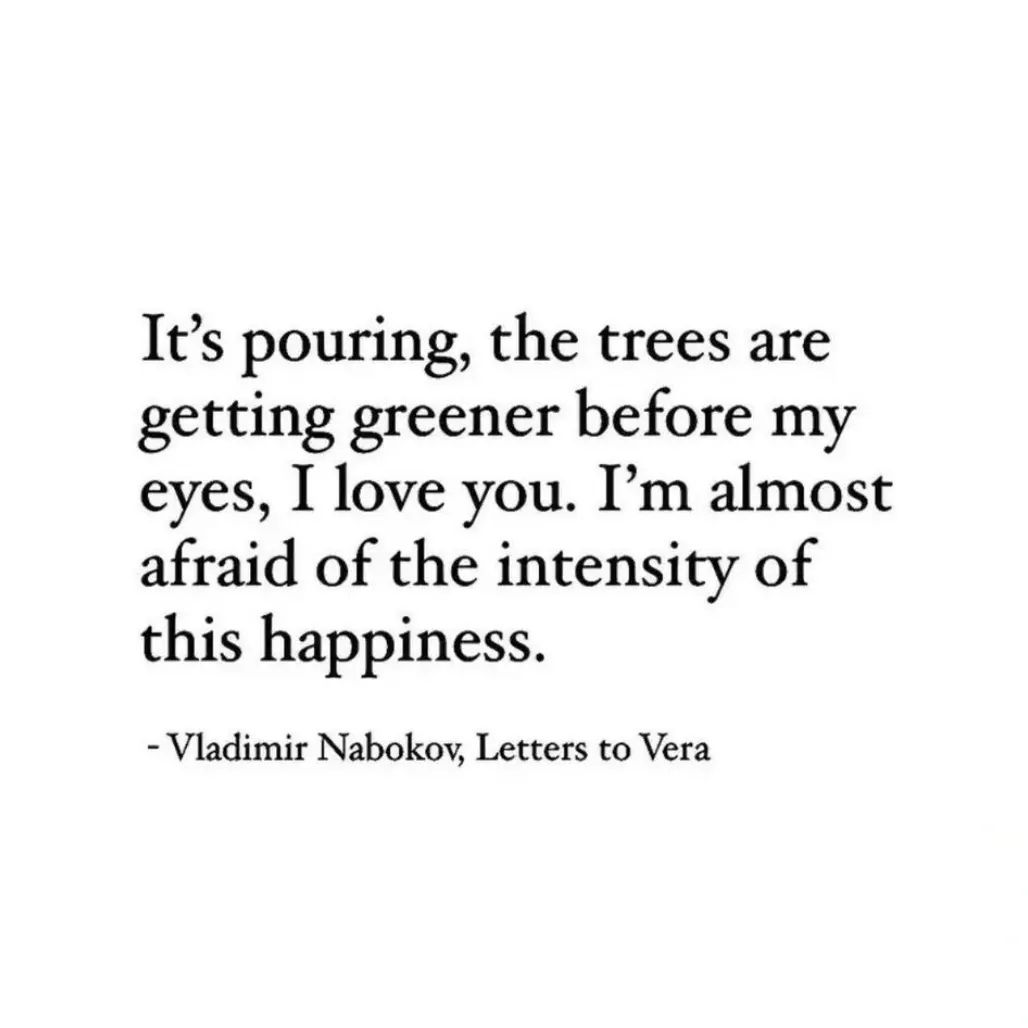 It’s pouring, the trees are
getting greener before my
eyes, I love you. I’m almost
afraid of the intensity of
this happiness.
- Vladimir Nabokov, Letters to Vera